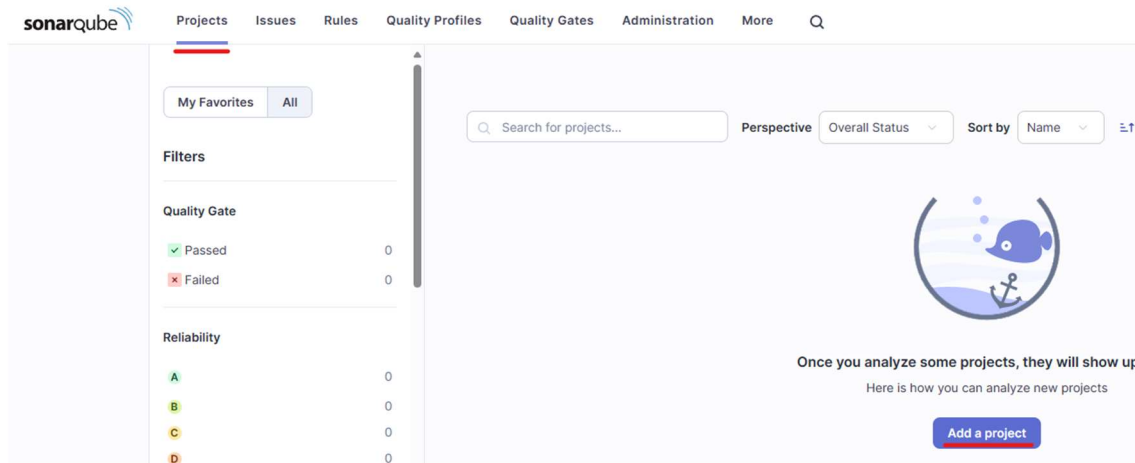 sonarqube
Projects Issues Rules Quality Profiles Quality Gates Administration More
My Favorites All
Search for projects... Perspective Overall Status Sort by Name
Filters
Quality Gate
Passed 0
Failed 0
Reliability
A 0
B 0
C 0
D 0
Once you analyze some projects, they will show up
Here is how you can analyze new projects
Add a project